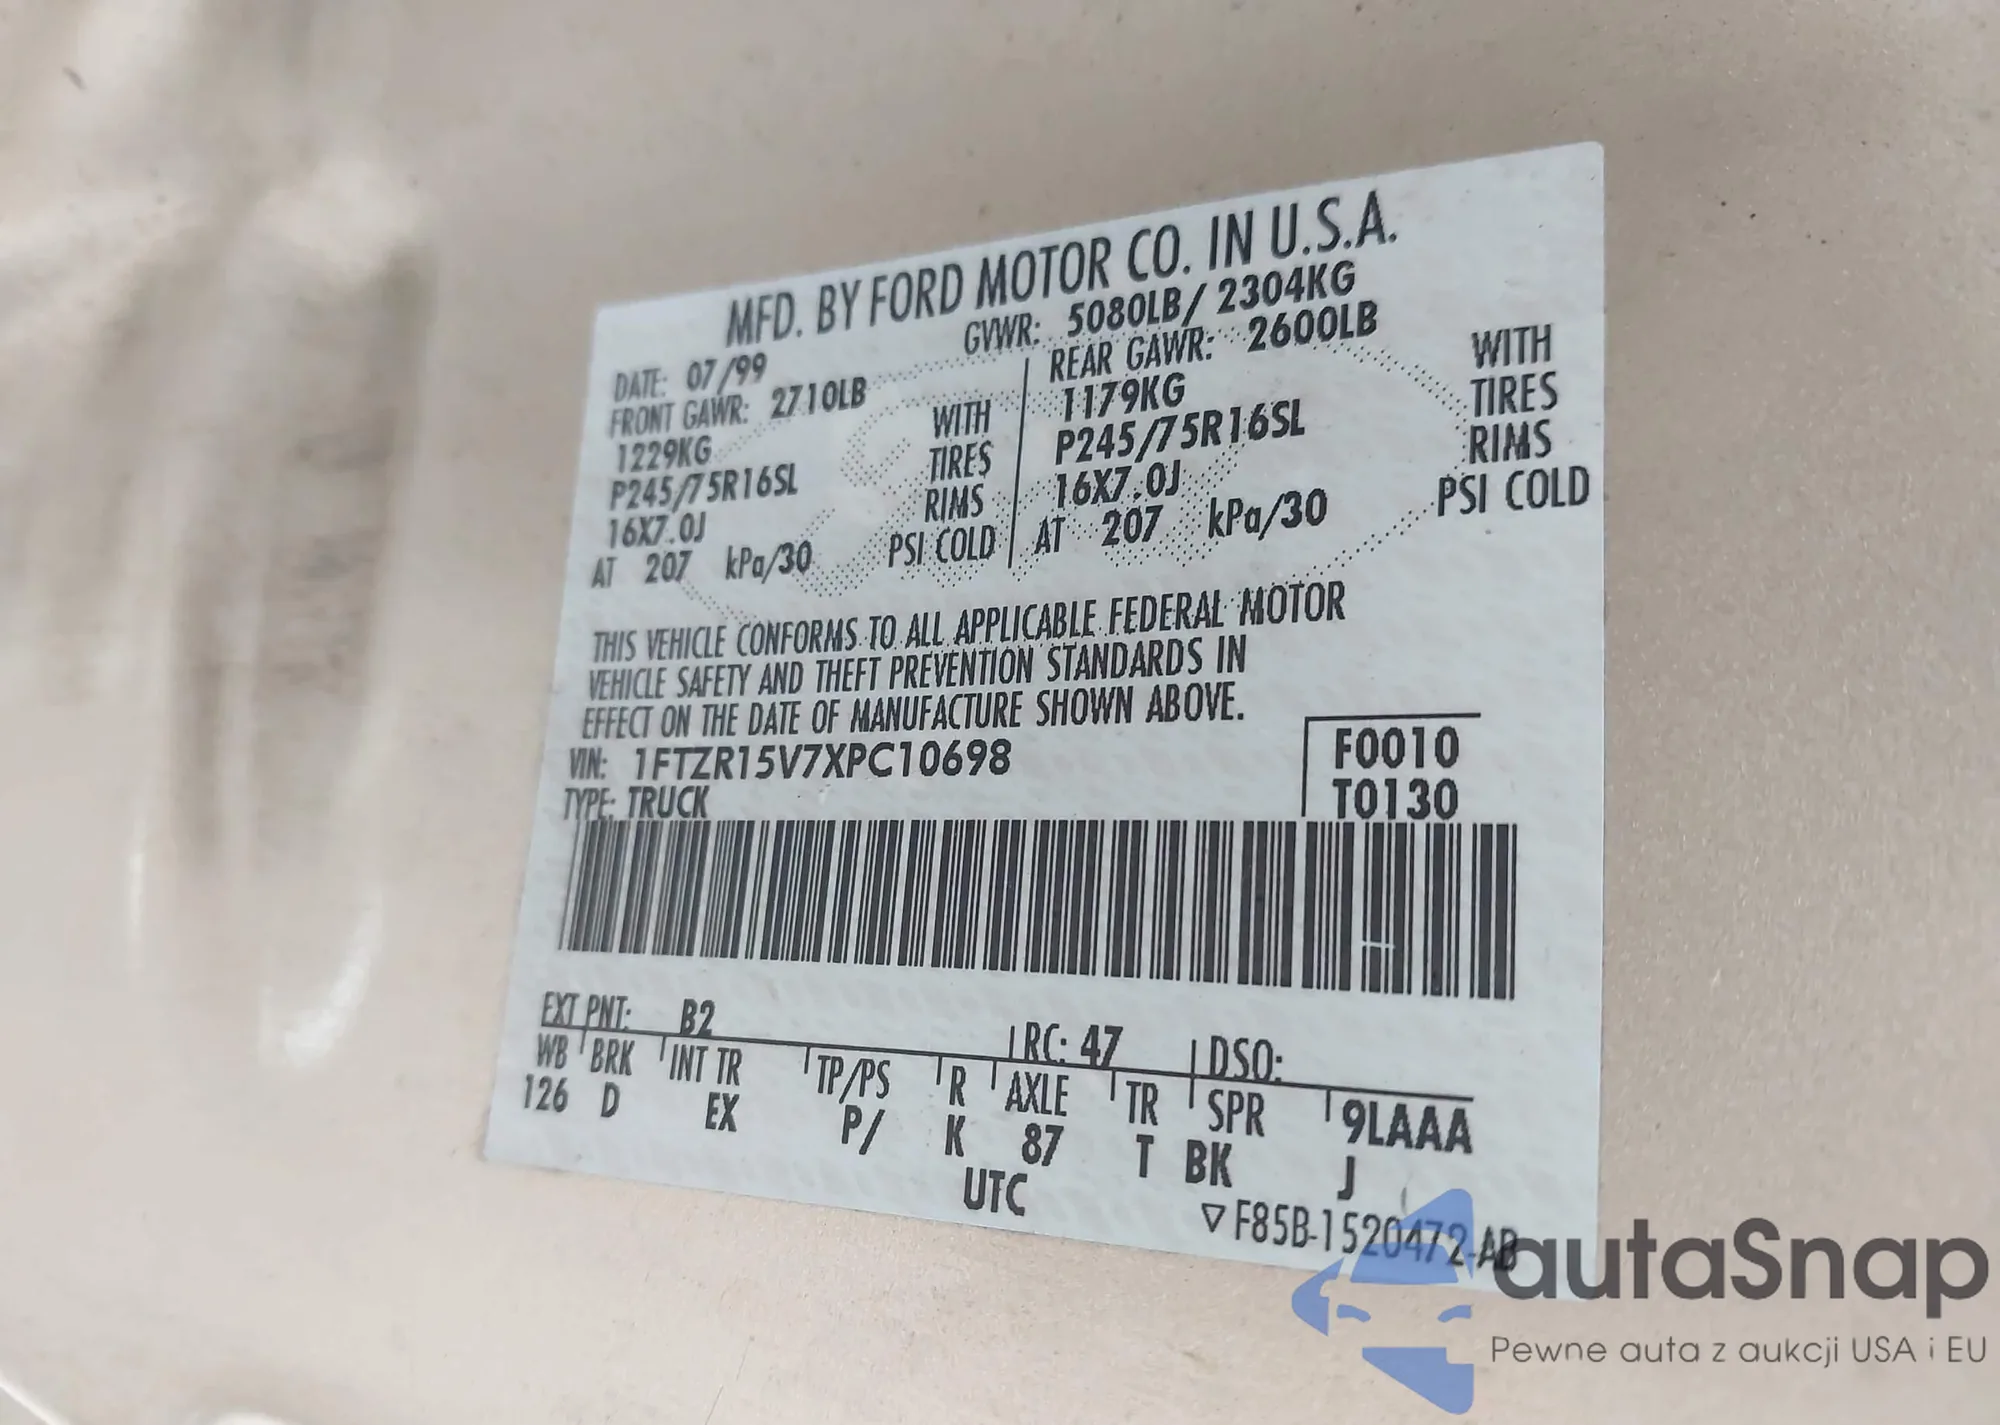 MFD. BY FORD MOTOR CO. IN U.S.A.
DATE: 07/99 GVWR: 5080LB/ 2304KG
FRONT GAWR: 2710LB REAR GAWR: 2600LB
1229KG WITH 1179KG WITH
P245/75R16SL TIRES P245/75R16SL TIRES
16X7.0J RIMS 16X7.0J RIMS
AT 207 kPa/30 PSI COLD AT 207 kPa/30 PSI COLD
THIS VEHICLE CONFORMS TO ALL APPLICABLE FEDERAL MOTOR
VEHICLE SAFETY AND THEFT PREVENTION STANDARDS IN
EFFECT ON THE DATE OF MANUFACTURE SHOWN ABOVE.
VIN: 1FTZR15V7XPC10698 F0010
TYPE: TRUCK T0130
EXT PNT: B2 RC: 47 DSO:
WB BRK INT TR TP/PS R AXLE TR SPR 9LAAA
126 D EX P/ K 87 T BK J
UTC
▽F85B-1520472-AB
autaSnap
Pewne auta z aukcji USA i EU